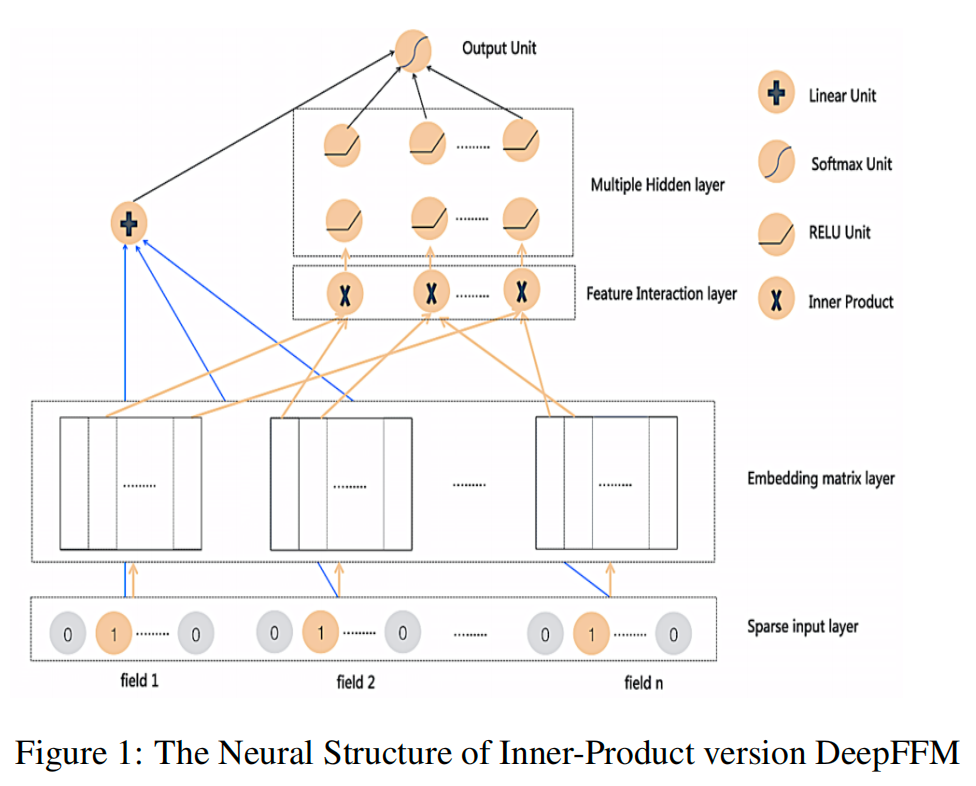 Output Unit
Linear Unit
Softmax Unit
.........
Multiple Hidden layer
.........
RELU Unit
Feature Interaction layer
.........
Inner Product
......... ......... ......... .........
Embedding matrix layer
0 1 ......... 0 0 1 ......... 0 ......... 0 1 ......... 0
Sparse input layer
field 1 field 2 field n
Figure 1: The Neural Structure of Inner-Product version DeepFFM